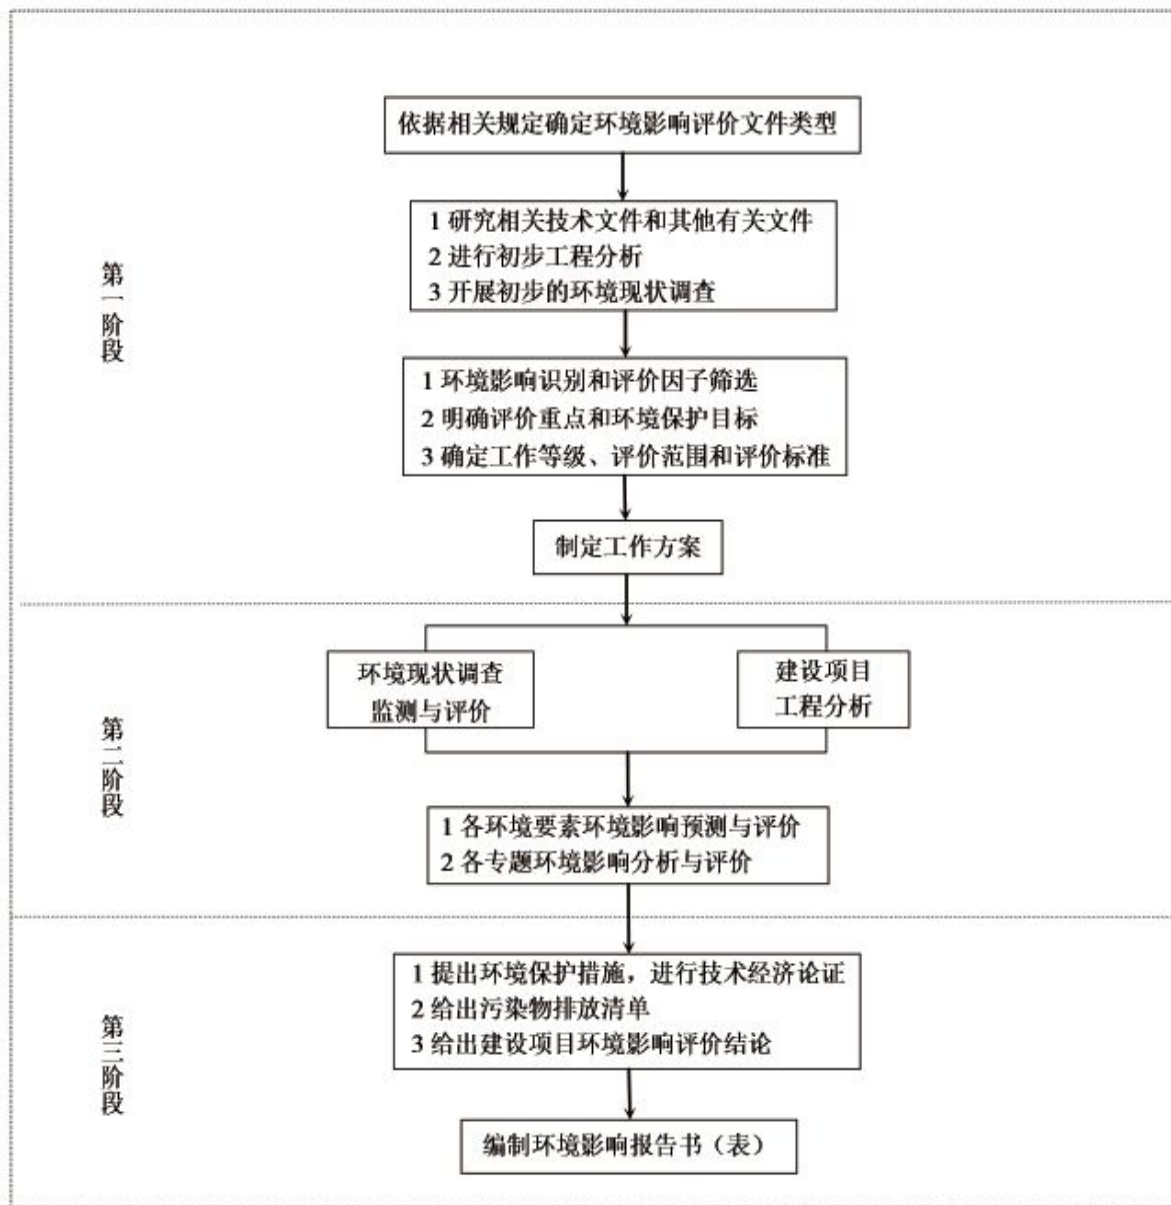 依据相关规定确定环境影响评价文件类型
1 研究相关技术文件和其他有关文件
2 进行初步工程分析
3 开展初步的环境现状调查
第一阶段
1 环境影响识别和评价因子筛选
2 明确评价重点和环境保护目标
3 确定工作等级、评价范围和评价标准
制定工作方案
环境现状调查
监测与评价
建设项目
工程分析
第二阶段
1 各环境要素环境影响预测与评价
2 各专题环境影响分析与评价
1 提出环境保护措施，进行技术经济论证
2 给出污染物排放清单
3 给出建设项目环境影响评价结论
第三阶段
编制环境影响报告书（表）